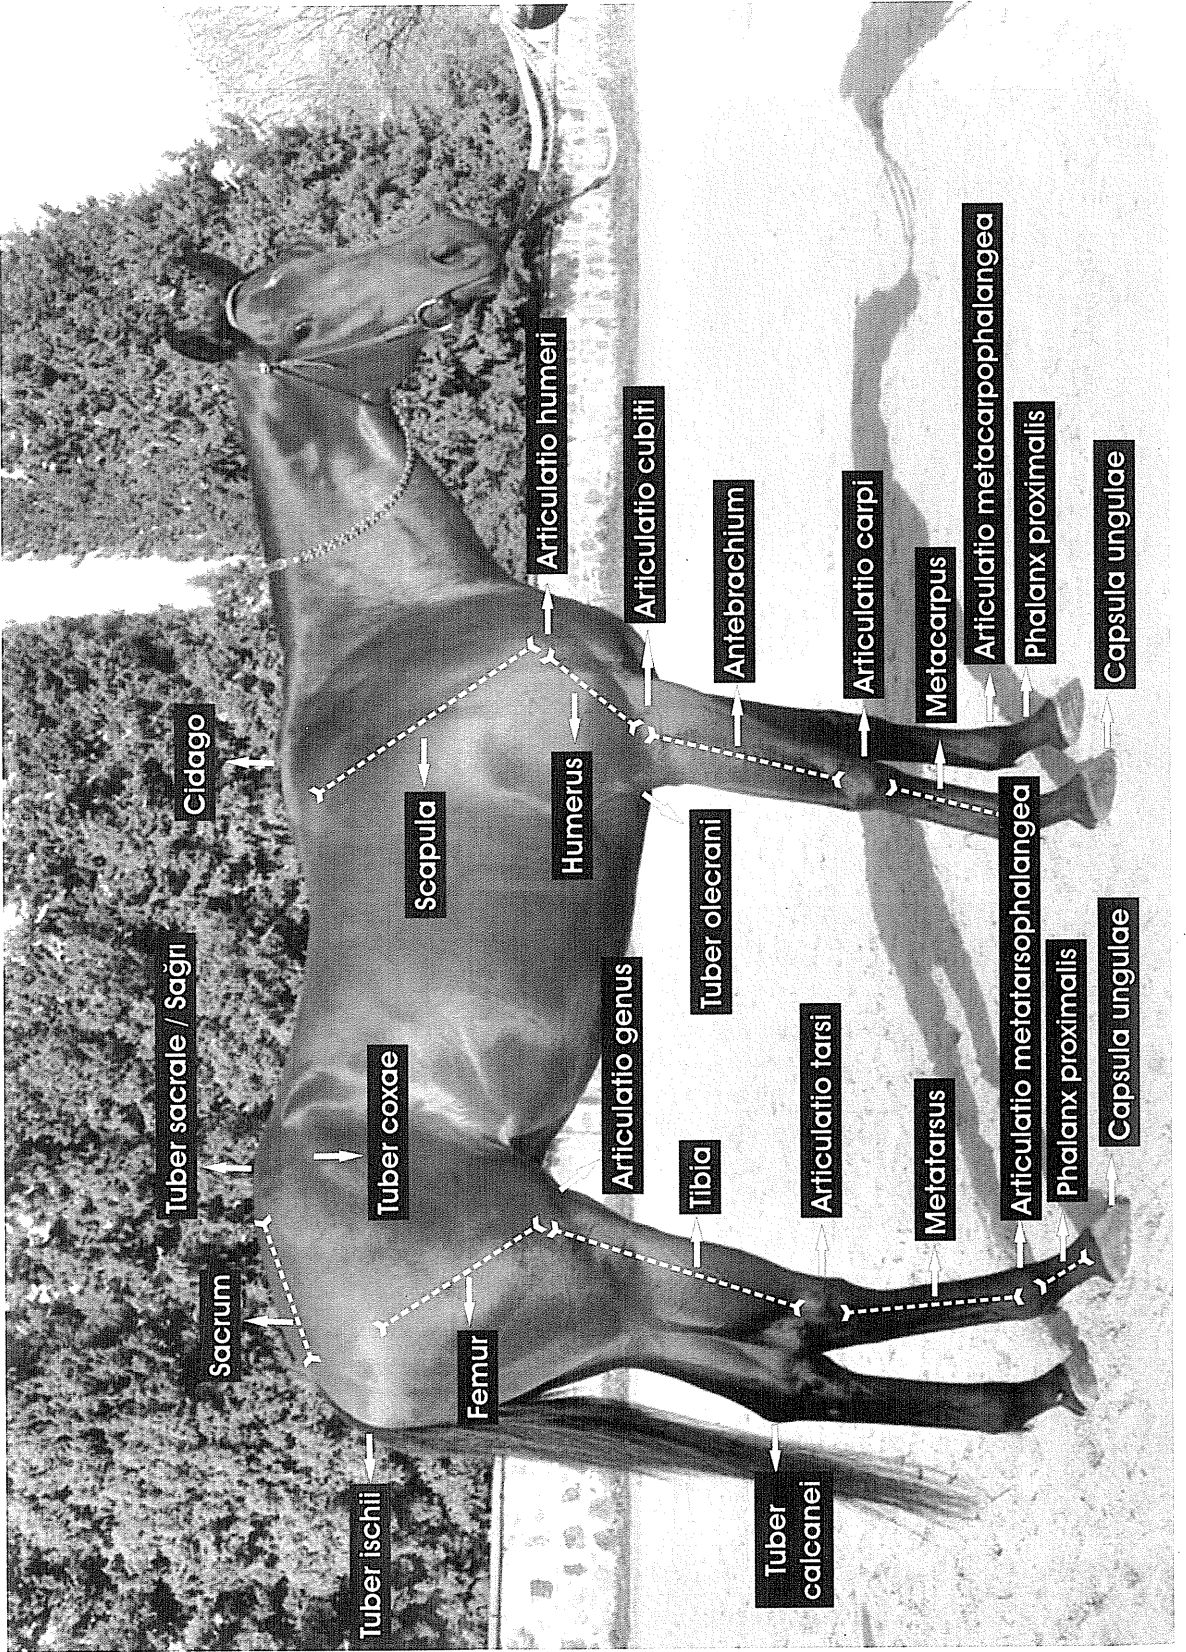 Tuber sacrale / Sağrı
Cidago
Sacrum
Tuber ischii
Tuber coxae
Scapula
Femur
Articulatio humeri
Humerus
Articulatio genus
Articulatio cubiti
Tibia
Tuber olecrani
Antebrachium
Tuber
calcanei
Articulatio tarsi
Articulatio carpi
Metatarsus
Metacarpus
Articulatio metacarpophalangea
Articulatio metatarsophalangea
Phalanx proximalis
Phalanx proximalis
Capsula ungulae
Capsula ungulae